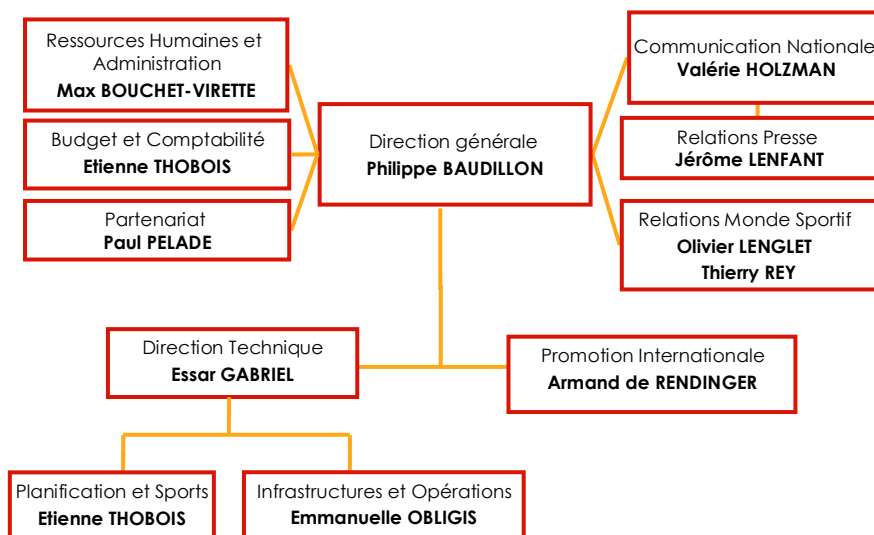 Ressources Humaines et
Administration
Max BOUCHET-VIRETTE
Budget et Comptabilité
Etienne THOBOIS
Partenariat
Paul PELADE
Direction générale
Philippe BAUDILLON
Communication Nationale
Valérie HOLZMAN
Relations Presse
Jérôme LENFANT
Relations Monde Sportif
Olivier LENGLET
Thierry REY
Direction Technique
Essar GABRIEL
Promotion Internationale
Armand de RENDINGER
Planification et Sports
Etienne THOBOIS
Infrastructures et Opérations
Emmanuelle OBLIGIS